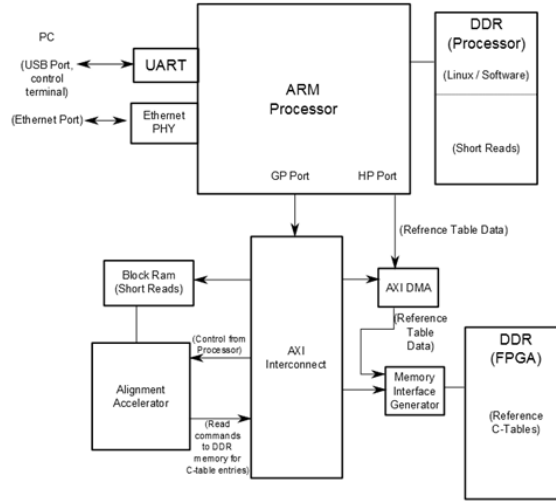 PC
(USB Port,
control
terminal)
(Ethernet Port)
UART
Ethernet
PHY
ARM
Processor
GP Port
HP Port
DDR
(Processor)
(Linux / Software)
(Short Reads)
(Refrence Table Data)
Block Ram
(Short Reads)
AXI DMA
(Reference
Table
Data)
(Control from
Processor)
AXI
Interconnect
Alignment
Accelerator
Memory
Interface
Generator
(Read
commands
to DDR
memory for
C-table entries)
DDR
(FPGA)
(Reference
C-Tables)